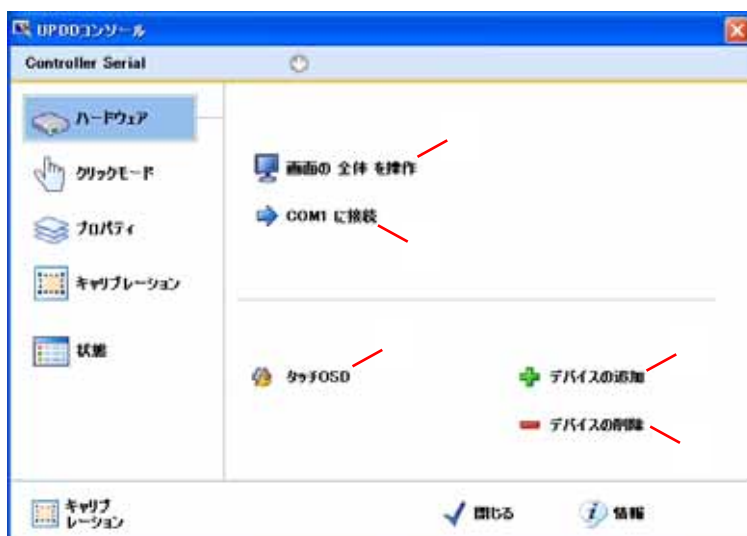 UPDDコンソール
Controller Serial
ハードウェア
クリックモード
プロパティ
キャリブレーション
状態
画面の 全体 を操作
COM1 に接続
タッチOSD
デバイスの追加
デバイスの削除
キャリブ
レーション
閉じる
情報